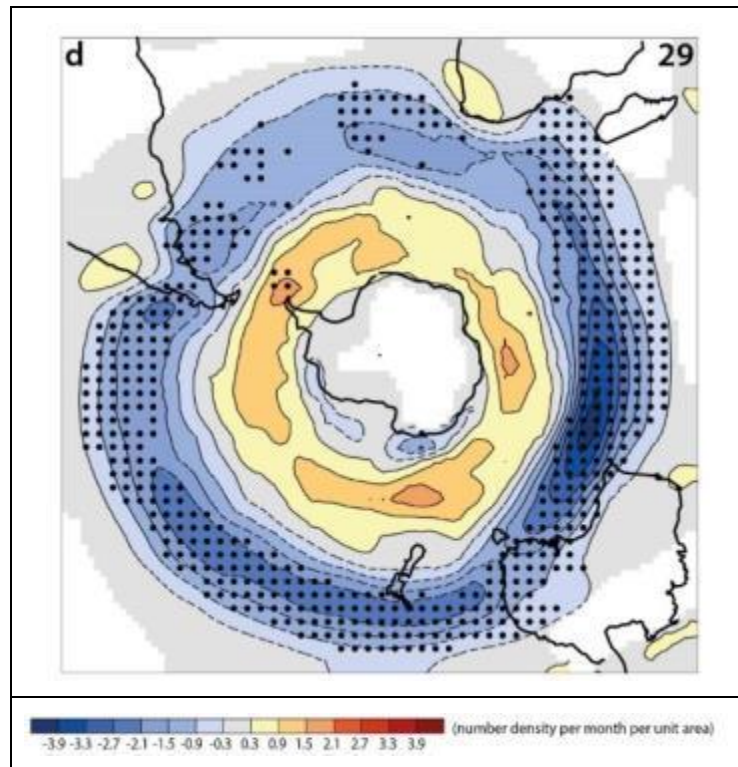 d 29
(number density per month per unit area)
-3.9 -3.3 -2.7 -2.1 -1.5 -0.9 -0.3 0.3 0.9 1.5 2.1 2.7 3.3 3.9